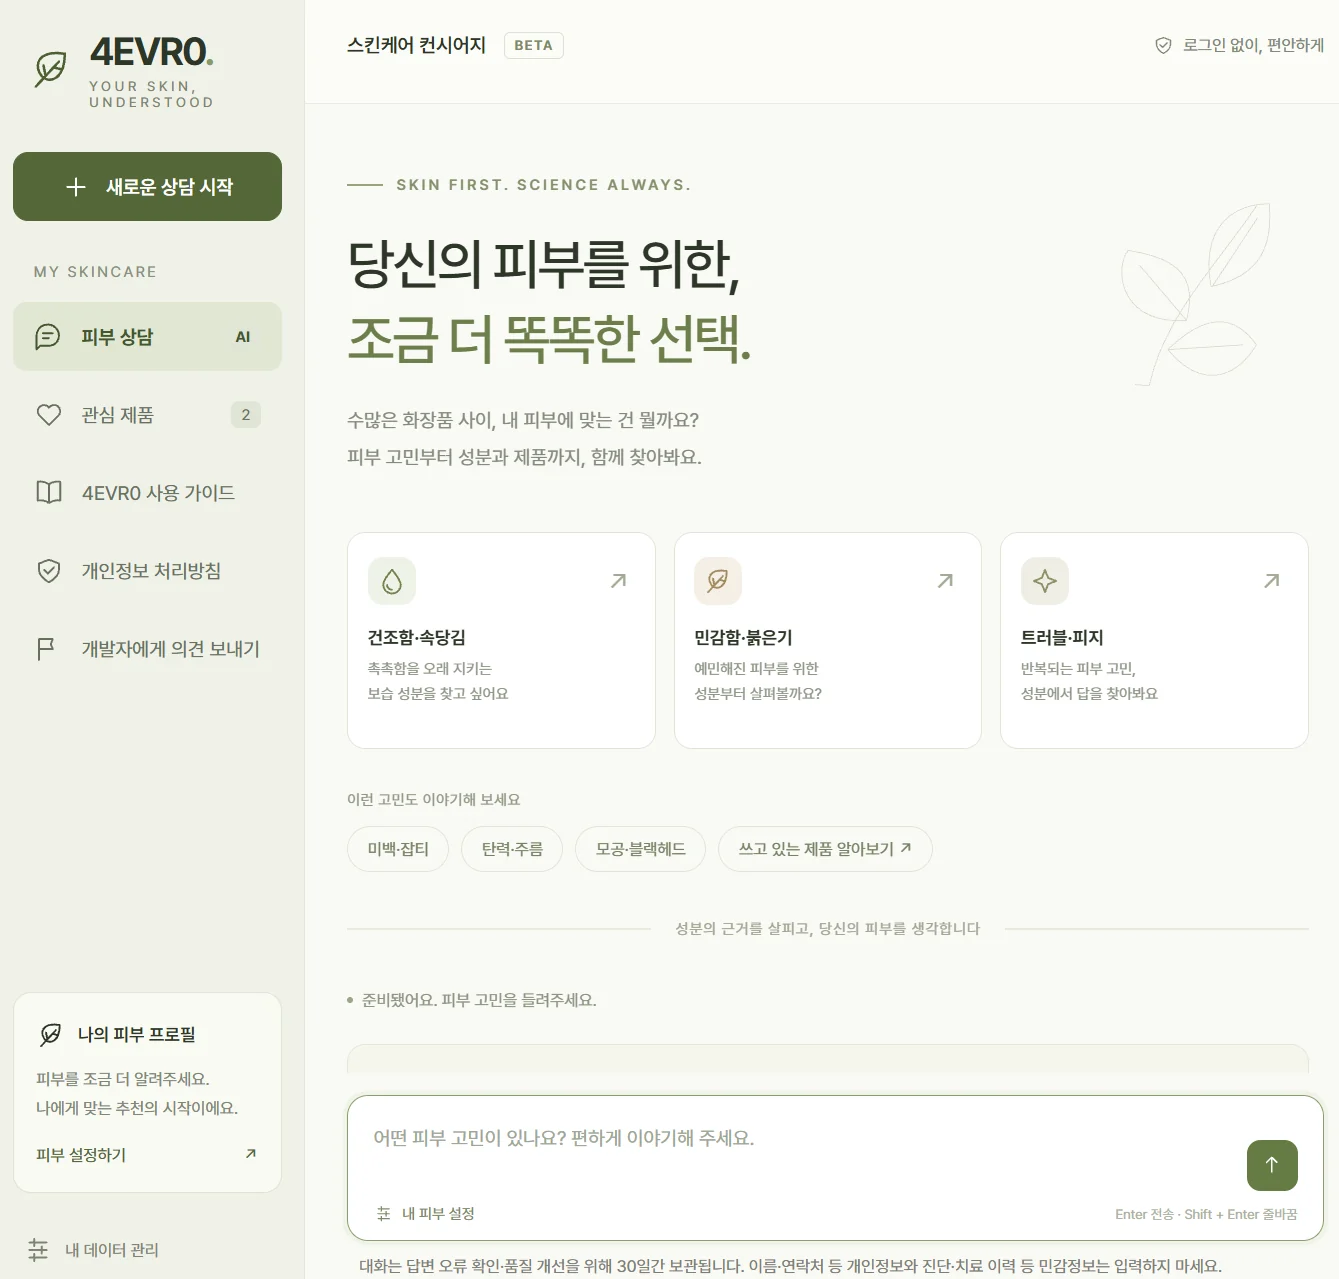 4EVR0.
YOUR SKIN,
UNDERSTOOD
새로운 상담 시작
MY SKINCARE
피부 상담 AI
관심 제품 2
4EVR0 사용 가이드
개인정보 처리방침
개발자에게 의견 보내기
나의 피부 프로필
피부를 조금 더 알려주세요.
나에게 맞는 추천의 시작이에요.
피부 설정하기
내 데이터 관리
스킨케어 컨시어지 BETA
로그인 없이, 편안하게
SKIN FIRST. SCIENCE ALWAYS.
당신의 피부를 위한,
조금 더 똑똑한 선택.
수많은 화장품 사이, 내 피부에 맞는 건 뭘까요?
피부 고민부터 성분과 제품까지, 함께 찾아봐요.
건조함·속당김
촉촉함을 오래 지키는
보습 성분을 찾고 싶어요
민감함·붉은기
예민해진 피부를 위한
성분부터 살펴볼까요?
트러블·피지
반복되는 피부 고민,
성분에서 답을 찾아봐요
이런 고민도 이야기해 보세요
미백·잡티
탄력·주름
모공·블랙헤드
쓰고 있는 제품 알아보기
성분의 근거를 살피고, 당신의 피부를 생각합니다
준비됐어요. 피부 고민을 들려주세요.
어떤 피부 고민이 있나요? 편하게 이야기해 주세요.
내 피부 설정
Enter 전송 · Shift + Enter 줄바꿈
대화는 답변 오류 확인·품질 개선을 위해 30일간 보관됩니다. 이름·연락처 등 개인정보와 진단·치료 이력 등 민감정보는 입력하지 마세요.